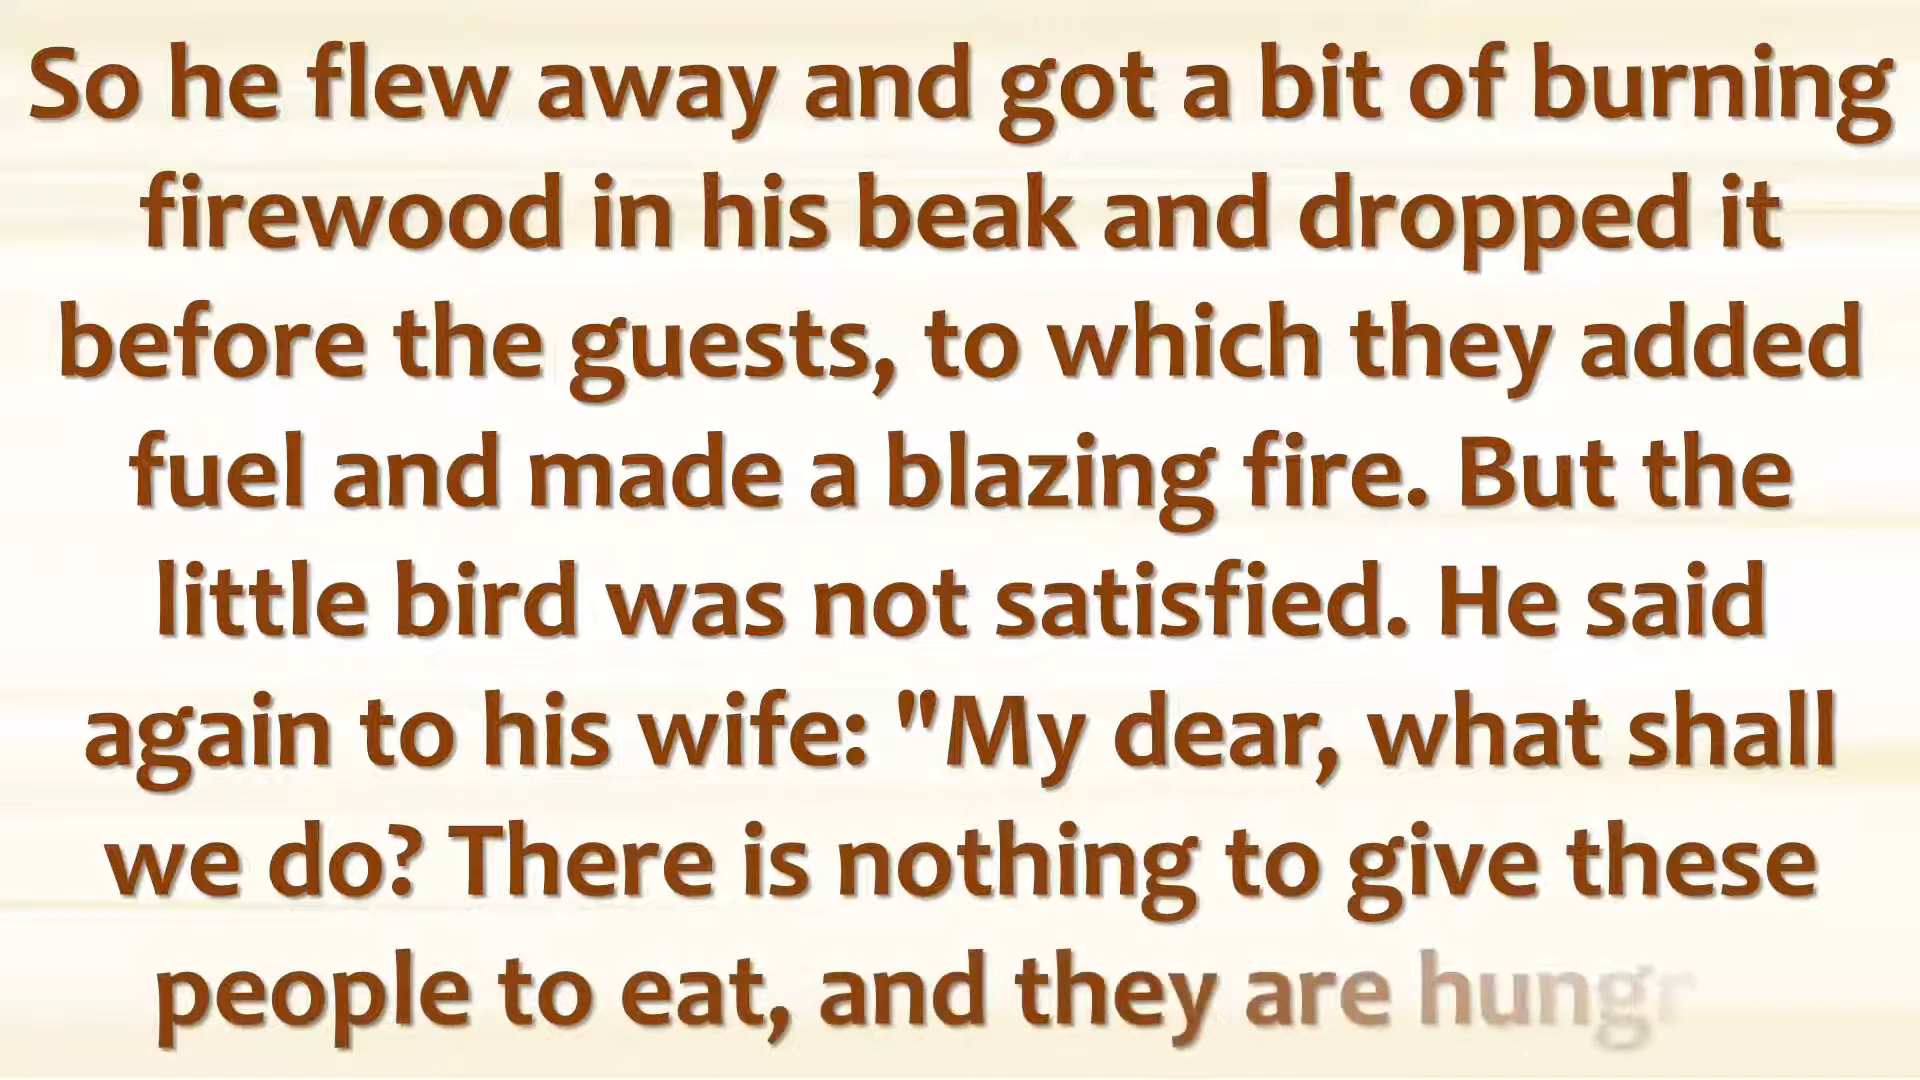 So he flew away and got a bit of burning
firewood in his beak and dropped it
before the guests, to which they added
fuel and made a blazing fire. But the
little bird was not satisfied. He said
again to his wife: "My dear, what shall
we do? There is nothing to give these
people to eat, and they are hungr